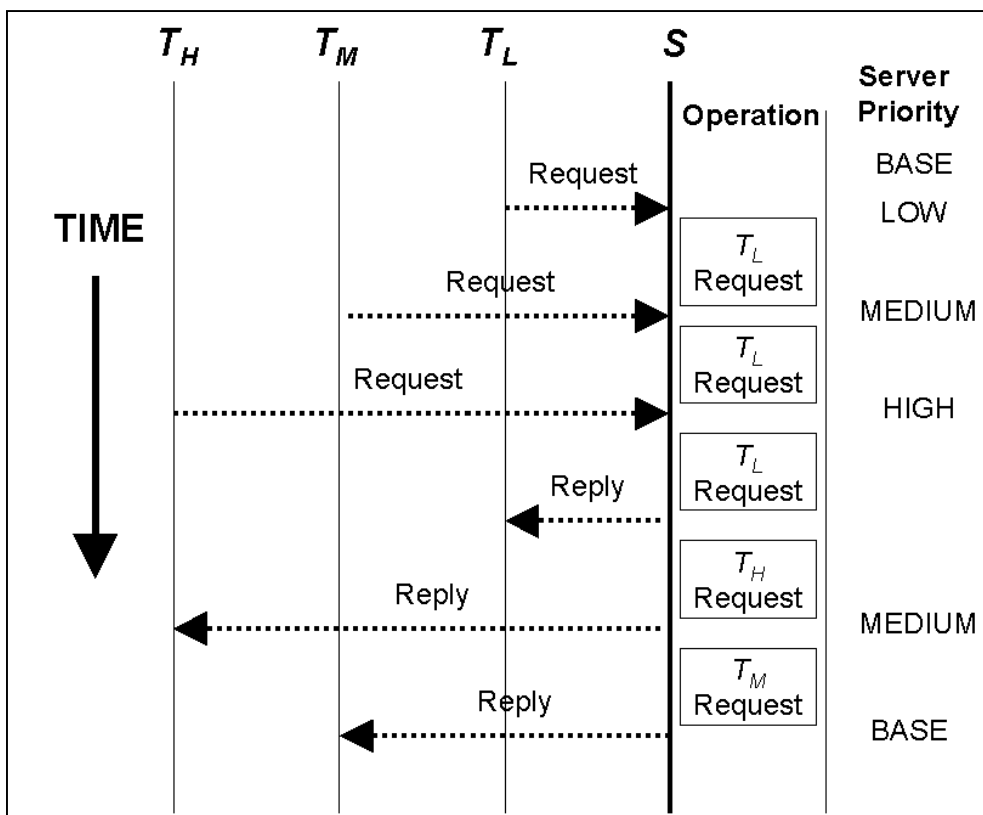 T_H T_M T_L S
Server
Priority
Operation
BASE
Request
LOW
TIME
T_L
Request
Request
MEDIUM
T_L
Request
Request
HIGH
T_L
Request
Reply
T_H
Request
Reply
MEDIUM
T_M
Request
Reply
BASE